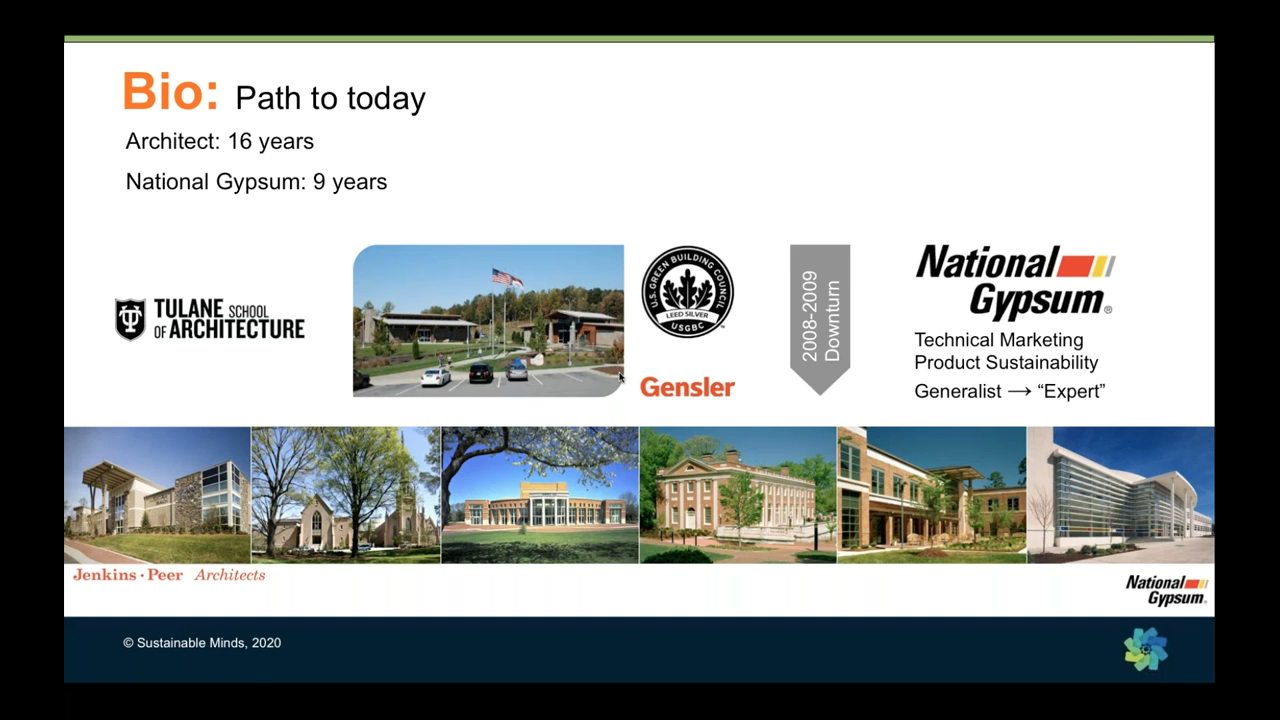 Bio: Path to today
Architect: 16 years
National Gypsum: 9 years
TULANE SCHOOL
OF ARCHITECTURE
U.S. GREEN BUILDING COUNCIL
LEED SILVER
USGBC
Gensler
2008-2009
Downturn
National
Gypsum®
Technical Marketing
Product Sustainability
Generalist → “Expert”
Jenkins·Peer Architects
National
Gypsum®
© Sustainable Minds, 2020